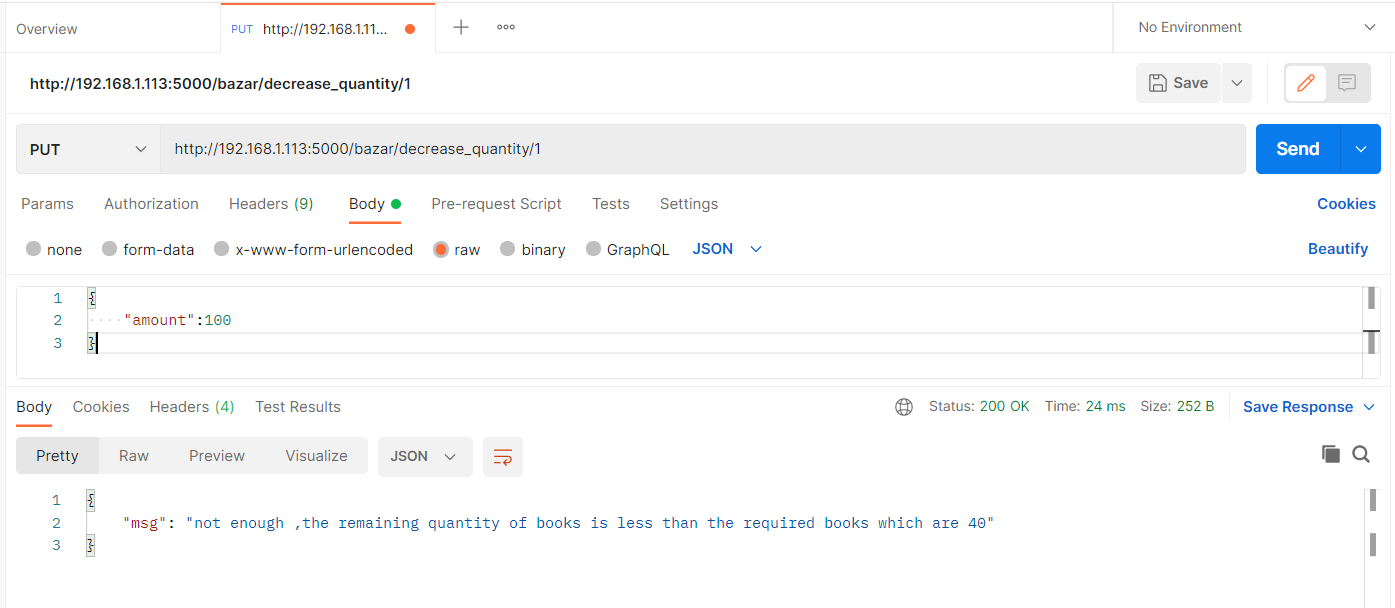 Overview
PUT http://192.168.1.11...
No Environment
http://192.168.1.113:5000/bazar/decrease_quantity/1
Save
PUT
http://192.168.1.113:5000/bazar/decrease_quantity/1
Send
Params Authorization Headers (9) Body Pre-request Script Tests Settings Cookies
none form-data x-www-form-urlencoded raw binary GraphQL JSON Beautify
1 {
2 "amount":100
3 }
Body Cookies Headers (4) Test Results Status: 200 OK Time: 24 ms Size: 252 B Save Response
Pretty Raw Preview Visualize JSON
1 {
2 "msg": "not enough ,the remaining quantity of books is less than the required books which are 40"
3 }